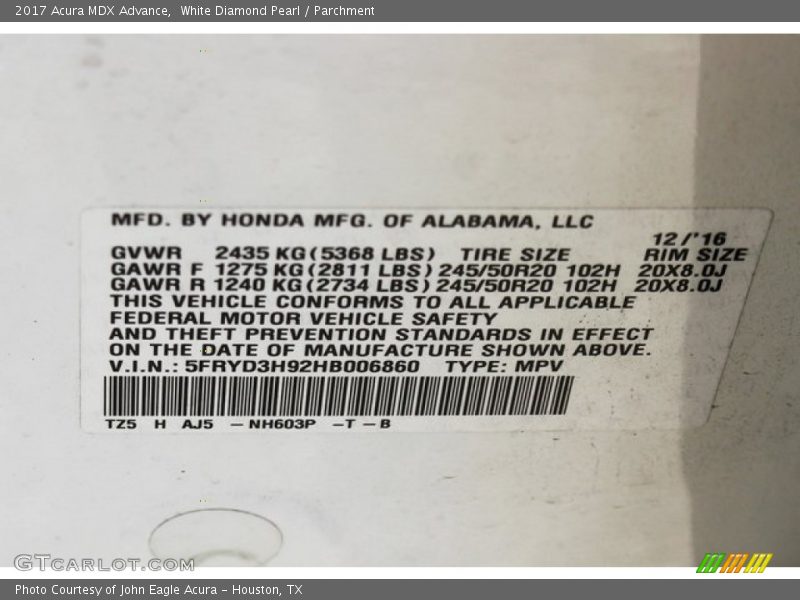 2017 Acura MDX Advance,  White Diamond Pearl / Parchment
MFD. BY HONDA MFG. OF ALABAMA, LLC
12/'16
GVWR 2435 KG(5368 LBS) TIRE SIZE RIM SIZE
GAWR F 1275 KG(2811 LBS) 245/50R20 102H 20X8.0J
GAWR R 1240 KG(2734 LBS) 245/50R20 102H 20X8.0J
THIS VEHICLE CONFORMS TO ALL APPLICABLE
FEDERAL MOTOR VEHICLE SAFETY
AND THEFT PREVENTION STANDARDS IN EFFECT
ON THE DATE OF MANUFACTURE SHOWN ABOVE.
V.I.N.: 5FRYD3H92HB006860 TYPE: MPV
TZ5 H AJ5 – NH603P –T – B
GTCARLOT.COM
Photo Courtesy of John Eagle Acura - Houston, TX